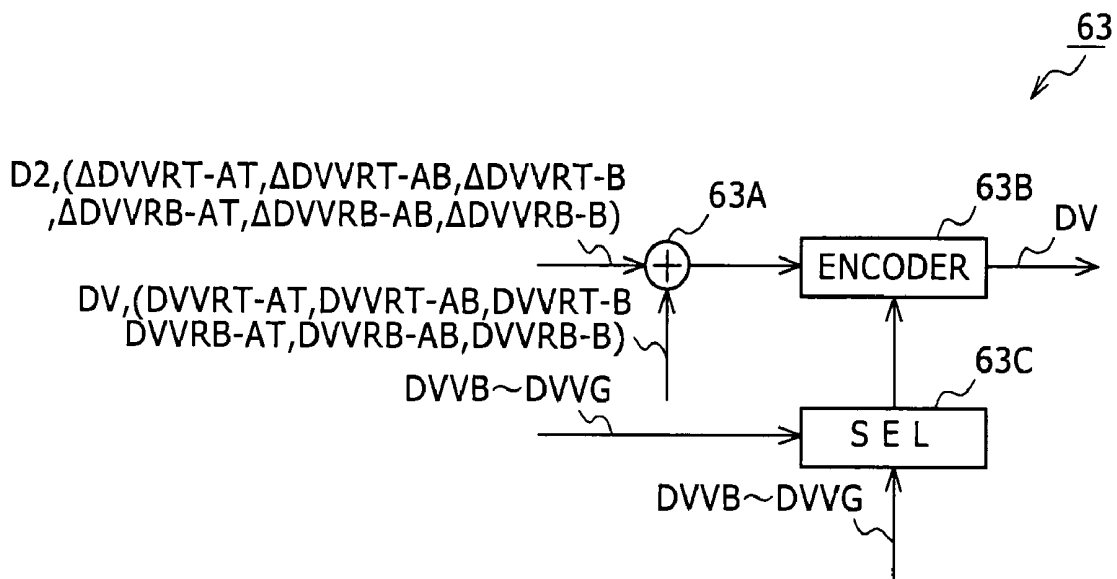 63
D2,(ΔDVVRT-AT,ΔDVVRT-AB,ΔDVVRT-B
,ΔDVVRB-AT,ΔDVVRB-AB,ΔDVVRB-B)
63A
63B
DV
+
ENCODER
DV,(DVVRT-AT,DVVRT-AB,DVVRT-B
DVVRB-AT,DVVRB-AB,DVVRB-B)
63C
DVVB～DVVG
SEL
DVVB～DVVG